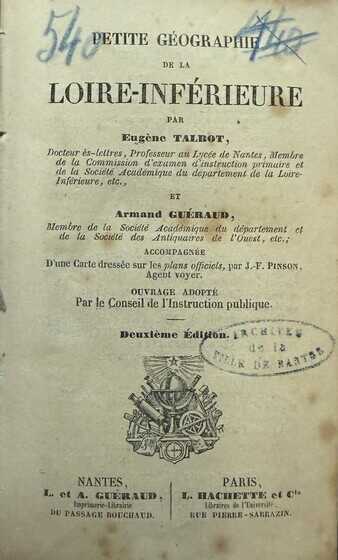 540
PETITE GÉOGRAPHIE
DE LA
LOIRE-INFÉRIEURE
PAR
Eugène TALBOT,
Docteur ès-lettres, Professeur au Lycée de Nantes, Membre
de la Commission d'examen d'instruction primaire et
de la Société Académique du département de la Loire-
Inférieure, etc.,
ET
Armand GUÉRAUD,
Membre de la Société Académique du département et
de la Société des Antiquaires de l'Ouest, etc.;
ACCOMPAGNÉE
D'une Carte dressée sur les plans officiels, par J.-F. PINSON,
Agent voyer.
OUVRAGE ADOPTÉ
Par le Conseil de l'Instruction publique.
Deuxième Édition.
ARCHIVES
de la
VILLE DE NANTES
NANTES,
L. et A. GUÉRAUD,
Imprimerie-Librairie
DU PASSAGE BOUCHAUD.
PARIS,
L. HACHETTE et Cie
Libraires de l'Université,
RUE PIERRE-SARRAZIN.